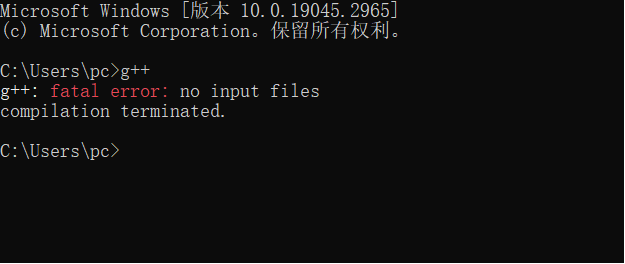 Microsoft Windows [版本 10.0.19045.2965]
(c) Microsoft Corporation。保留所有权利。
C:\Users\pc>g++
g++: fatal error: no input files
compilation terminated.
C:\Users\pc>